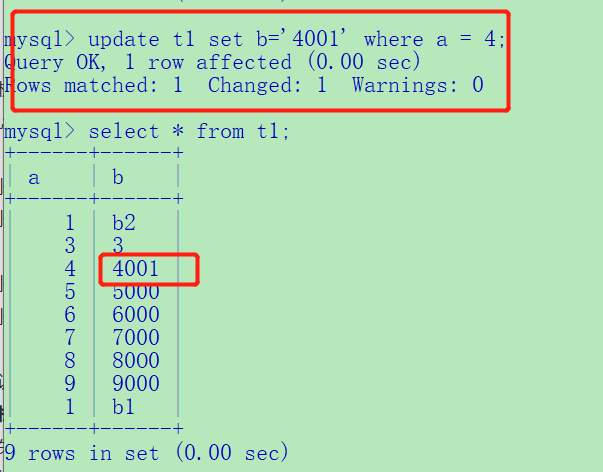 mysql> update t1 set b='4001' where a = 4;
Query OK, 1 row affected (0.00 sec)
Rows matched: 1  Changed: 1  Warnings: 0
mysql> select * from t1;
+------+------+
| a    | b    |
+------+------+
|    1 | b2   |
|    3 | 3    |
|    4 | 4001 |
|    5 | 5000 |
|    6 | 6000 |
|    7 | 7000 |
|    8 | 8000 |
|    9 | 9000 |
|    1 | b1   |
+------+------+
9 rows in set (0.00 sec)